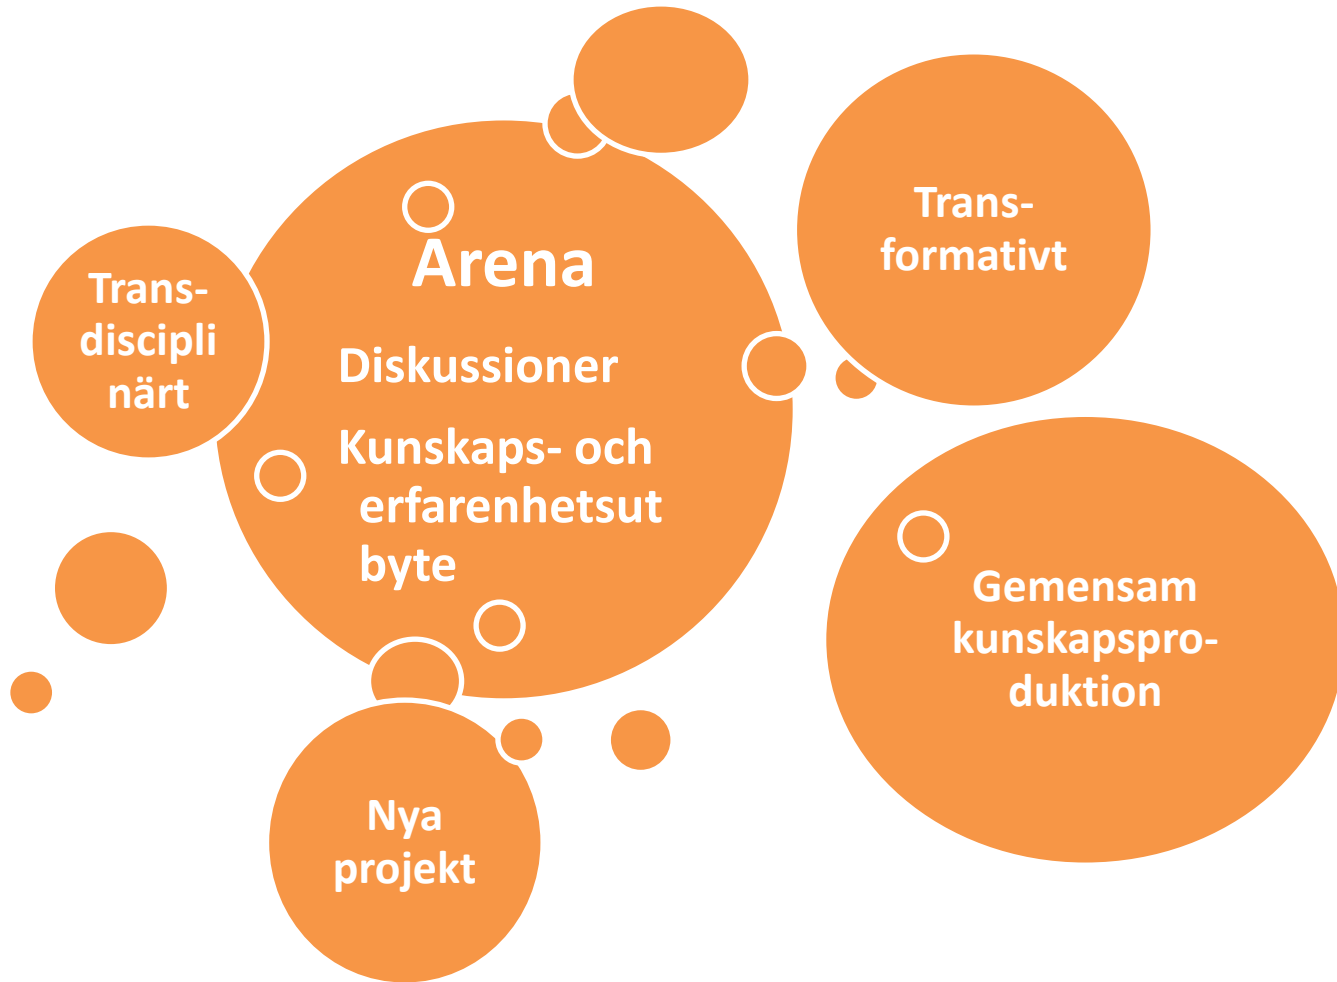 Arena
Diskussioner
Kunskaps- och
erfarenhetsut
byte
Trans-
discipli
närt
Trans-
formativt
Gemensam
kunskapspro-
duktion
Nya
projekt